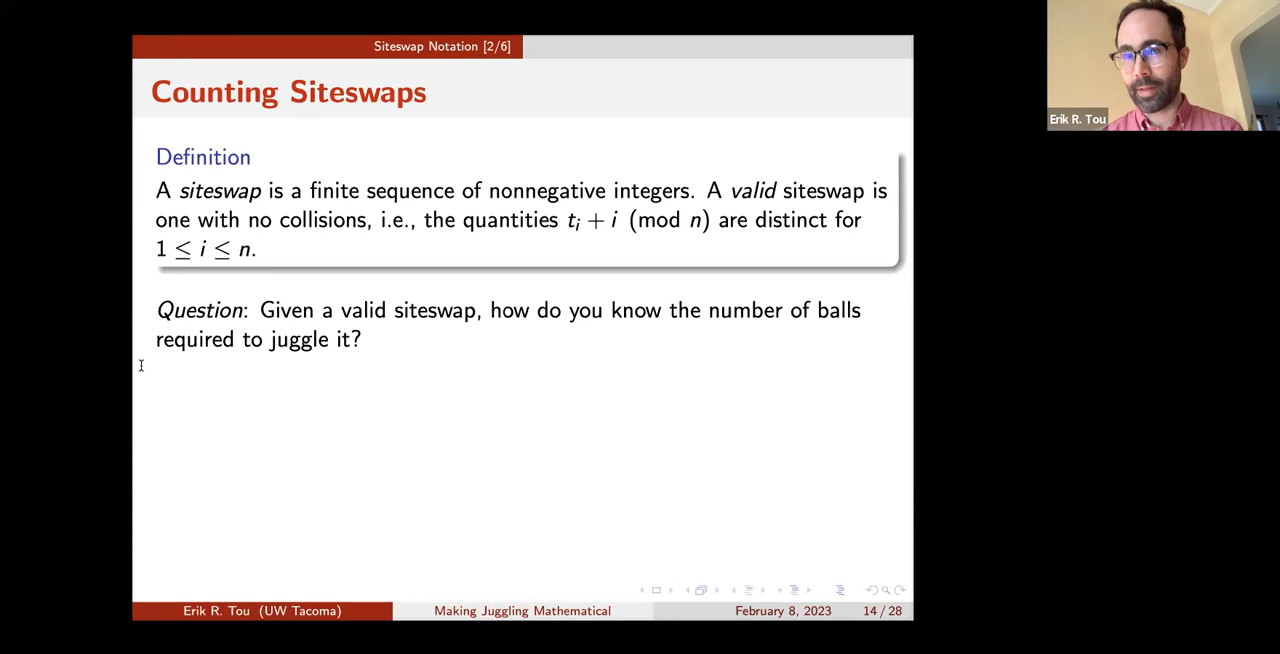 Siteswap Notation [2/6]
Counting Siteswaps
Definition
A siteswap is a finite sequence of nonnegative integers. A valid siteswap is
one with no collisions, i.e., the quantities tᵢ + i (mod n) are distinct for
1 ≤ i ≤ n.
Question: Given a valid siteswap, how do you know the number of balls
required to juggle it?
Erik R. Tou (UW Tacoma)
Making Juggling Mathematical
February 8, 2023
14 / 28
Erik R. Tou